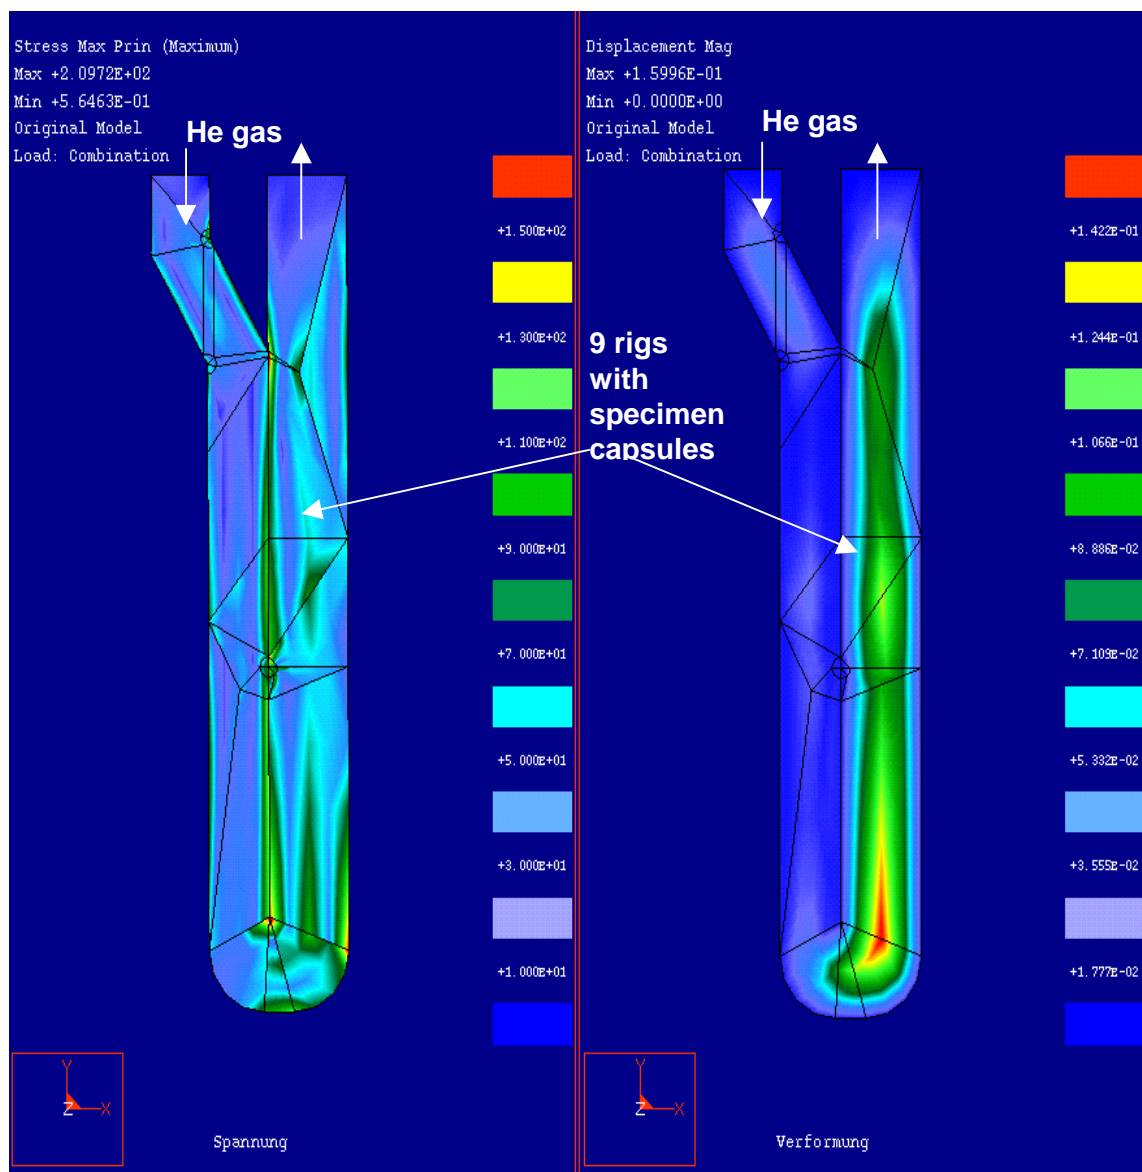 Stress Max Prin (Maximum)
Max +2.0972E+02
Min +5.6463E-01
Original Model
Load: Combination
He gas
+1.500E+02
+1.300E+02
+1.100E+02
+9.000E+01
+7.000E+01
+5.000E+01
+3.000E+01
+1.000E+01
Y
Z
X
Spannung
9 rigs
with
specimen
capsules
Displacement Mag
Max +1.5996E-01
Min +0.0000E+00
Original Model
Load: Combination
He gas
+1.422E-01
+1.244E-01
+1.066E-01
+8.886E-02
+7.109E-02
+5.332E-02
+3.555E-02
+1.777E-02
Y
Z
X
Verformung